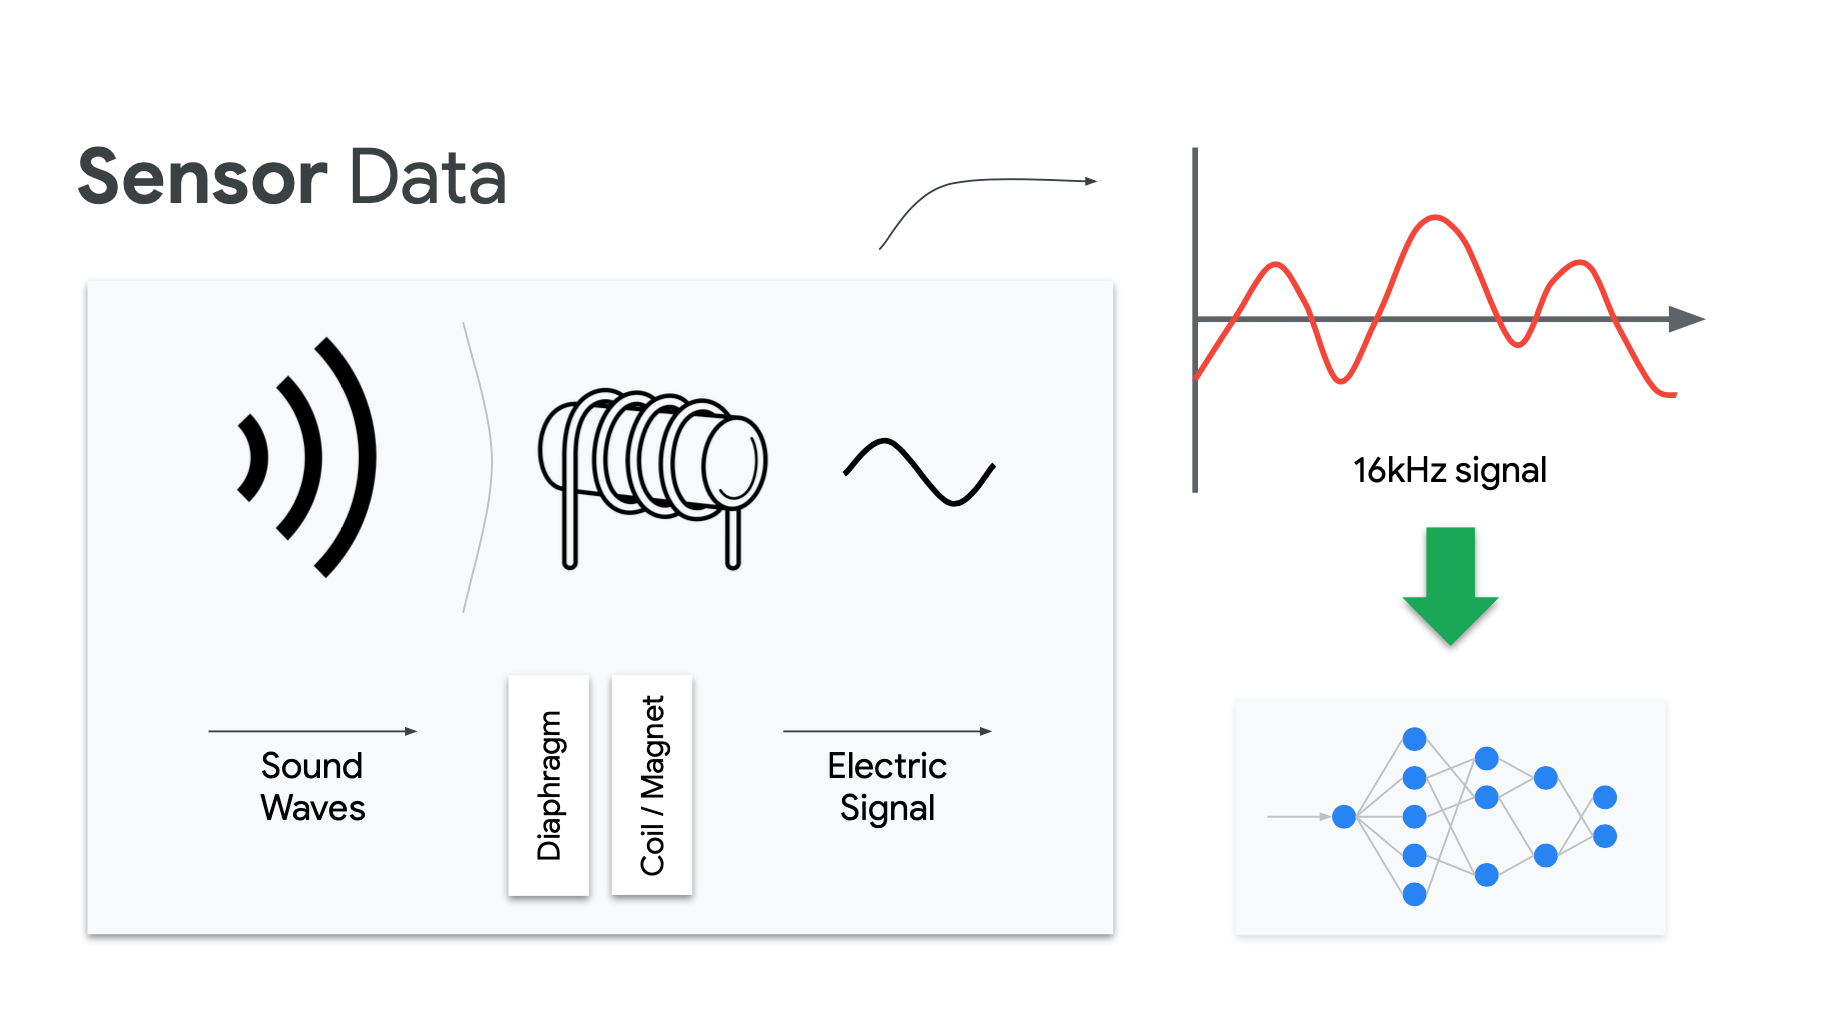 Sensor Data
Sound
Waves
Diaphragm
Coil / Magnet
Electric
Signal
16kHz signal